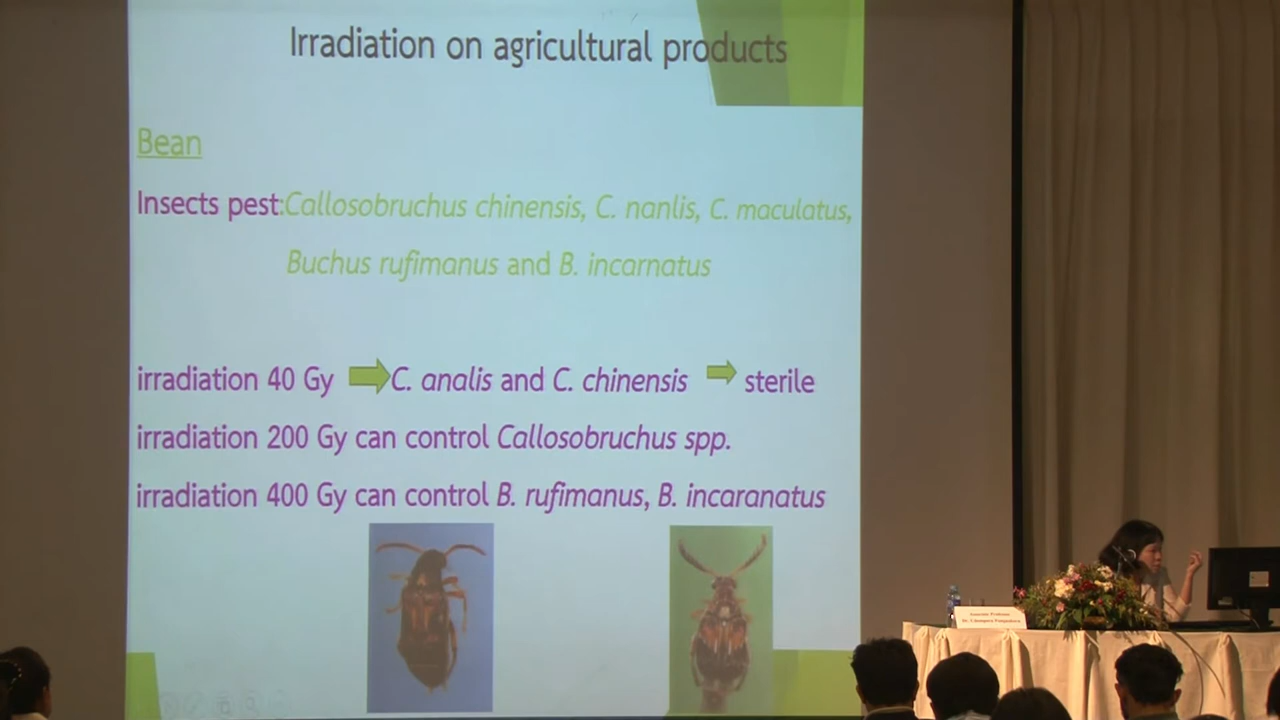 Irradiation on agricultural products
Bean
Insects pest:Callosobruchus chinensis, C. nanlis, C. maculatus,
Buchus rufimanus and B. incarnatus
irradiation 40 Gy C. analis and C. chinensis sterile
irradiation 200 Gy can control Callosobruchus spp.
irradiation 400 Gy can control B. rufimanus, B. incaranatus